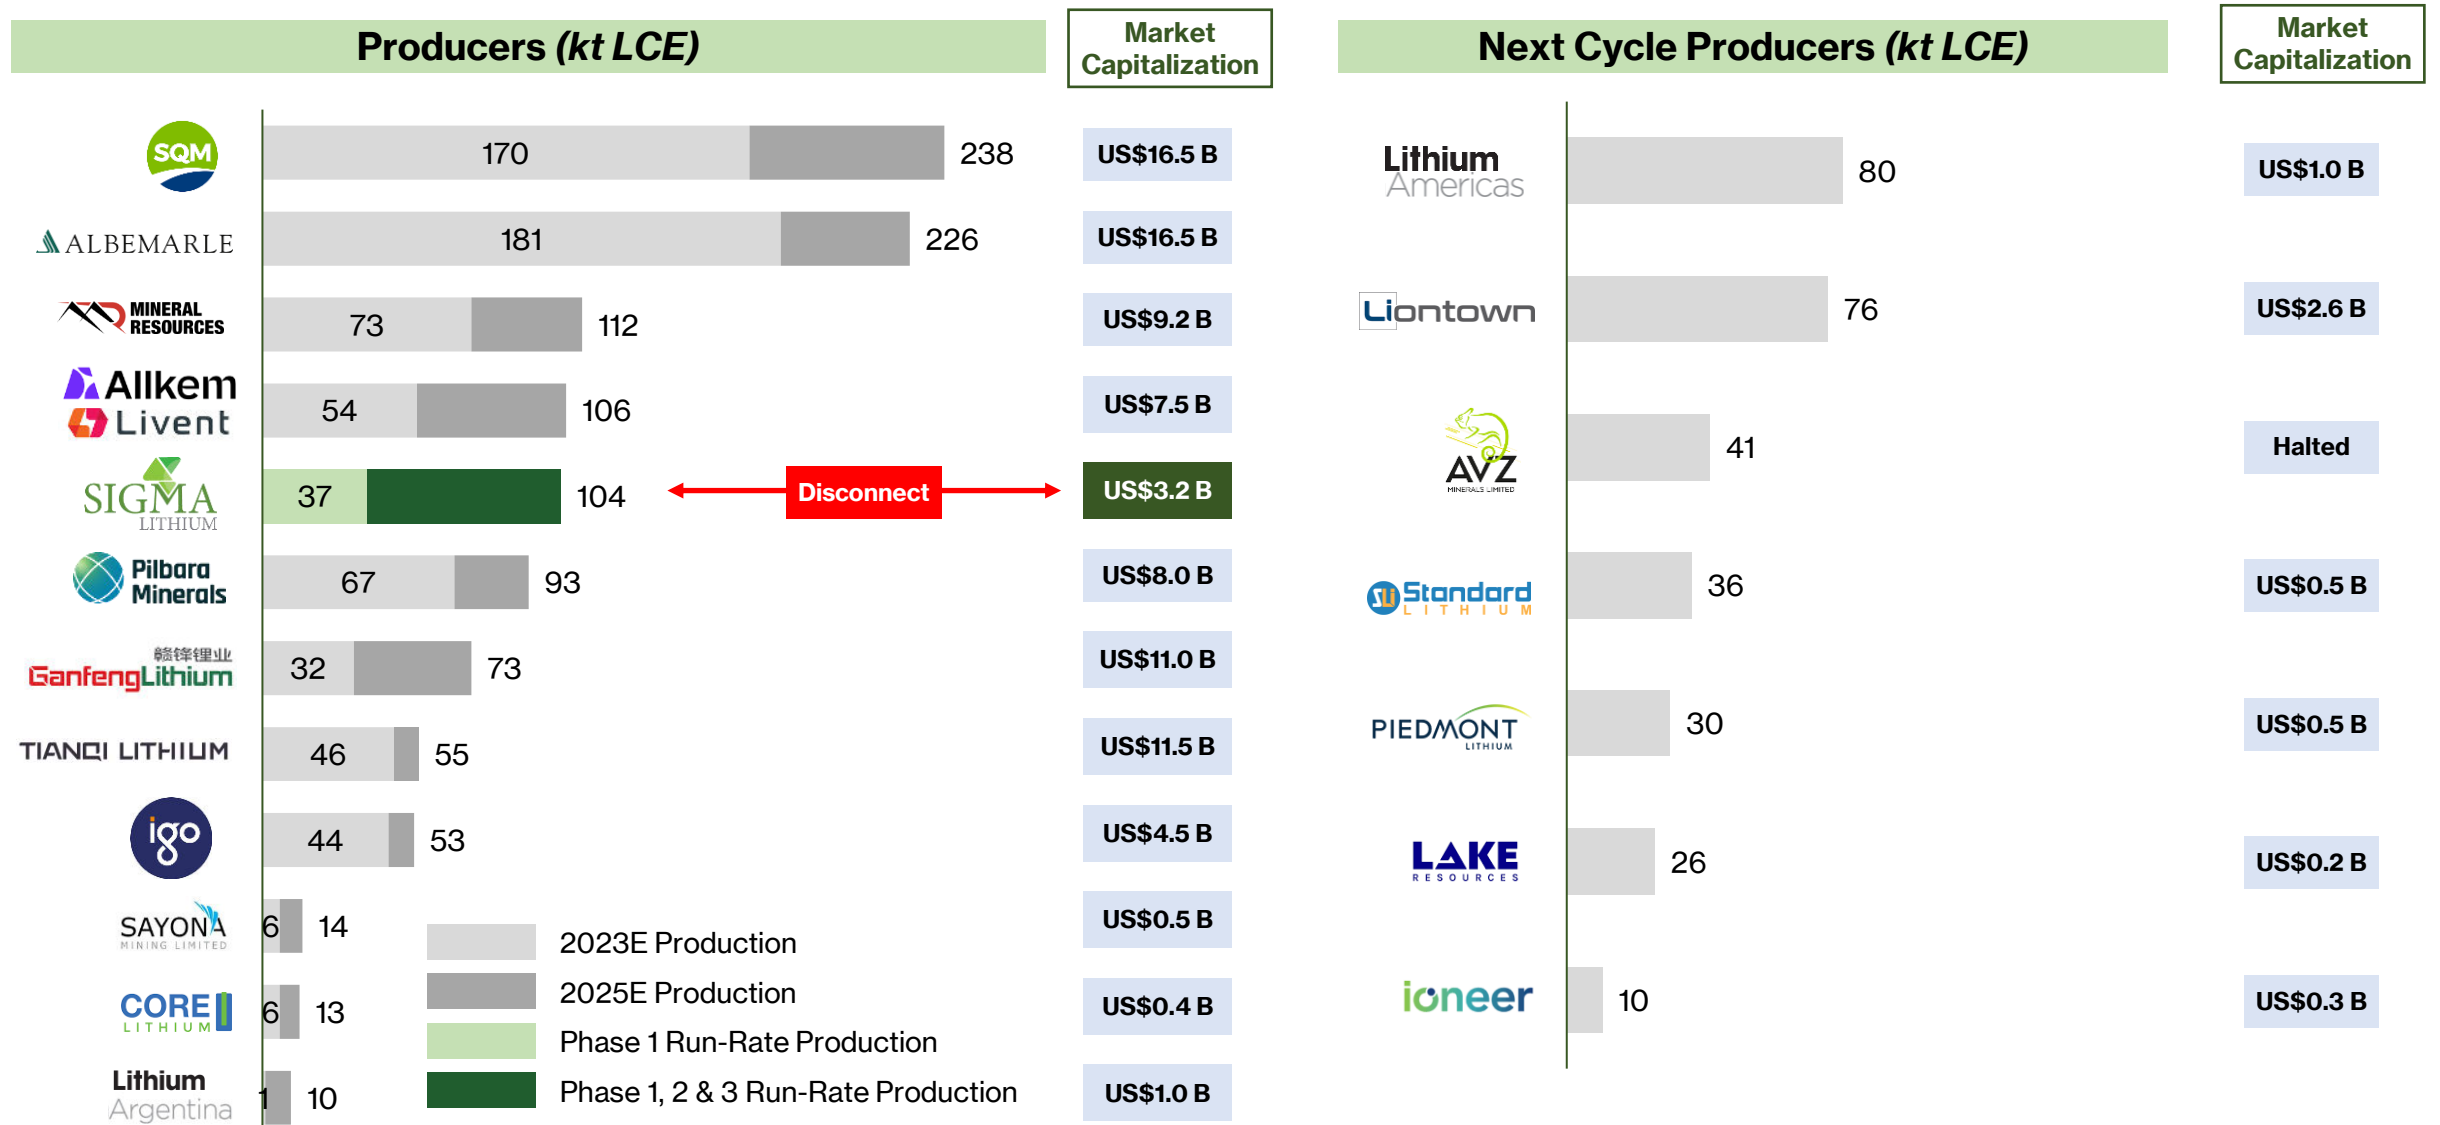 Producers (kt LCE)
Market
Capitalization
SQM
170
238
US$16.5 B
ALBEMARLE
181
226
US$16.5 B
MINERAL
RESOURCES
73
112
US$9.2 B
Allkem
Livent
54
106
US$7.5 B
SIGMA
LITHIUM
37
104
Disconnect
US$3.2 B
Pilbara
Minerals
67
93
US$8.0 B
赣锋锂业
GanfengLithium
32
73
US$11.0 B
TIANQI LITHIUM
46
55
US$11.5 B
igo
44
53
US$4.5 B
SAYONA
MINING LIMITED
6
14
US$0.5 B
CORE
LITHIUM
6
13
US$0.4 B
Lithium
Argentina
1
10
US$1.0 B
2023E Production
2025E Production
Phase 1 Run-Rate Production
Phase 1, 2 & 3 Run-Rate Production
Next Cycle Producers (kt LCE)
Market
Capitalization
Lithium
Americas
80
US$1.0 B
Liontown
76
US$2.6 B
AVZ
MINERALS LIMITED
41
Halted
SLi Standard
LITHIUM
36
US$0.5 B
PIEDMONT
LITHIUM
30
US$0.5 B
LAKE
RESOURCES
26
US$0.2 B
ioneer
10
US$0.3 B